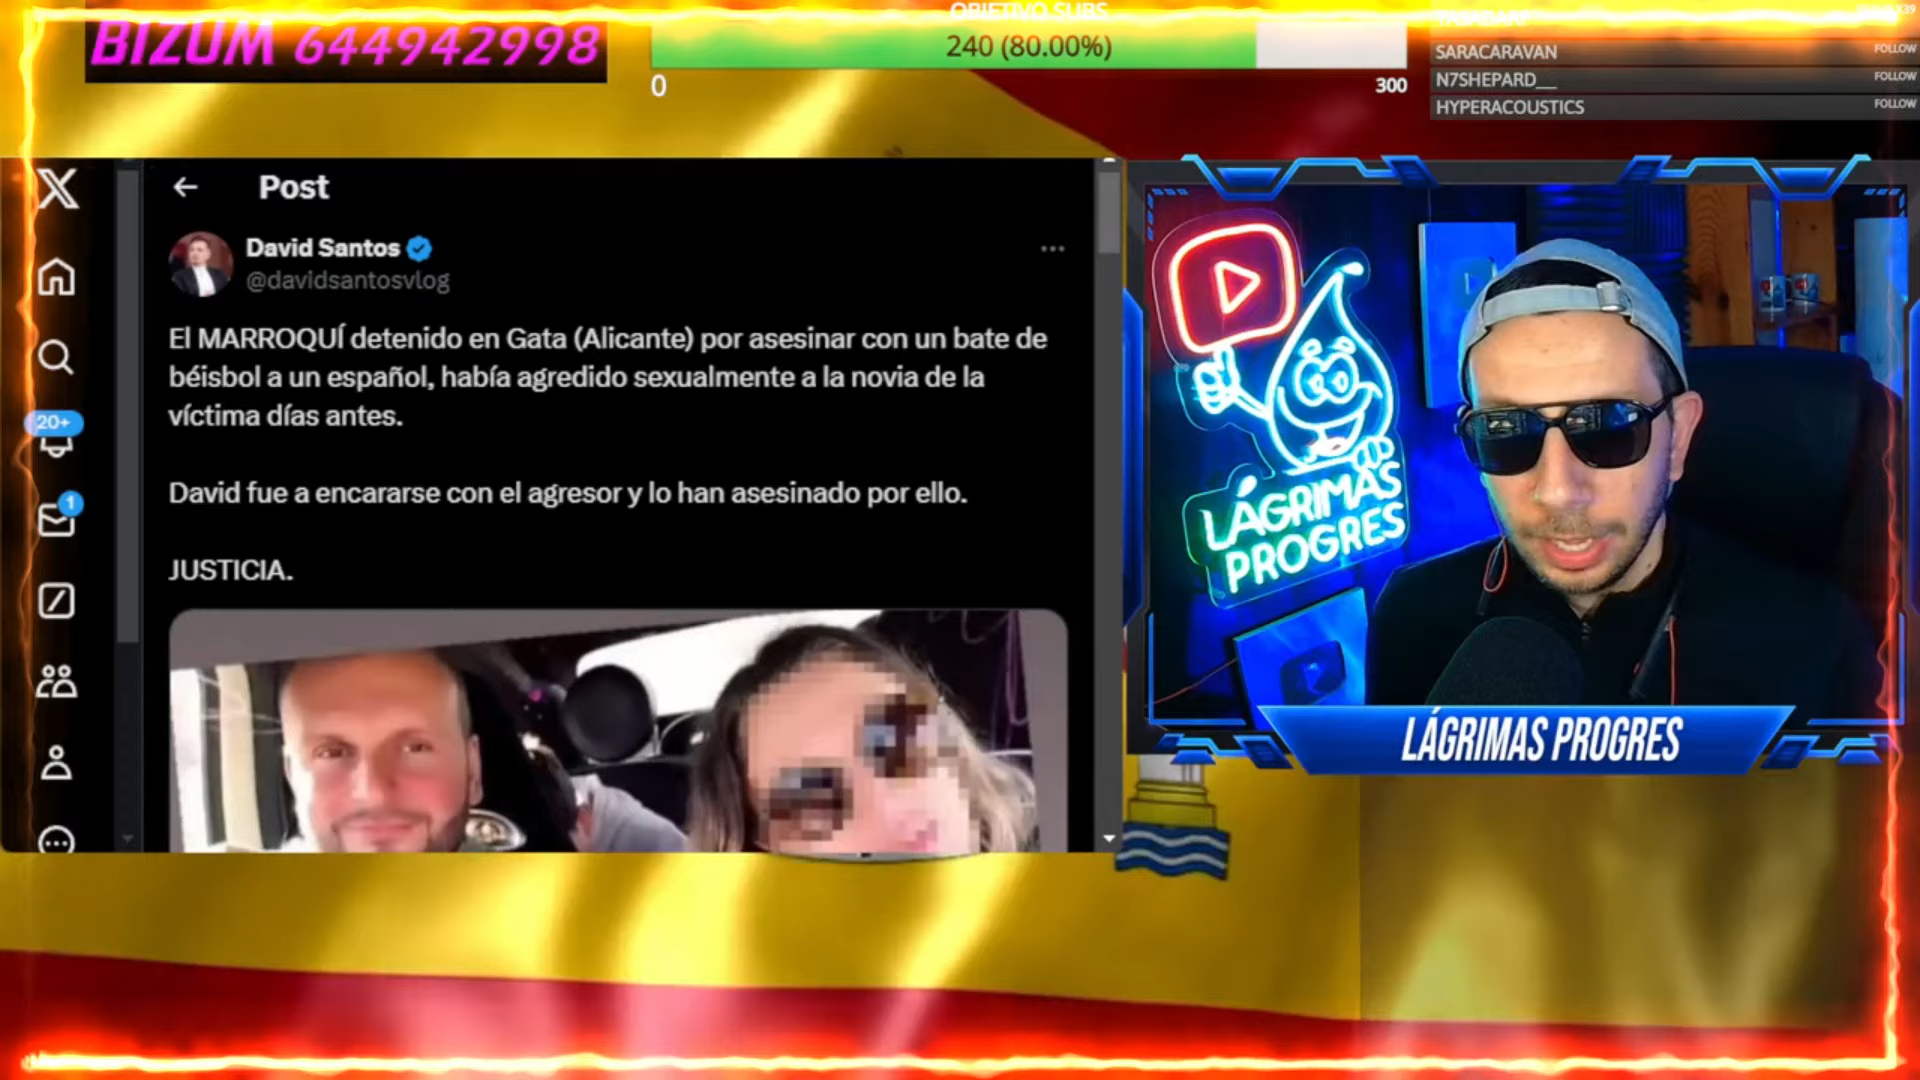 OBJETIVO SUBS
BIZUM 644942998
240 (80.00%)
0
300
SARACARAVAN
FOLLOW
N7SHEPARD__
FOLLOW
HYPERACOUSTICS
FOLLOW
Post
David Santos
@davidsantosvlog
El MARROQUÍ detenido en Gata (Alicante) por asesinar con un bate de
béisbol a un español, había agredido sexualmente a la novia de la
víctima días antes.
David fue a encararse con el agresor y lo han asesinado por ello.
JUSTICIA.
20+
1
LÁGRIMAS
PROGRES
LÁGRIMAS PROGRES